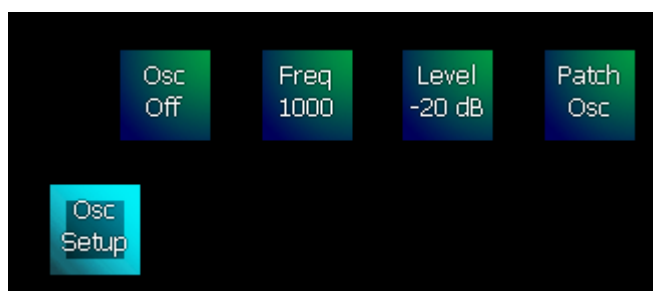 Osc
Off
Freq
1000
Level
-20 dB
Patch
Osc
Osc
Setup